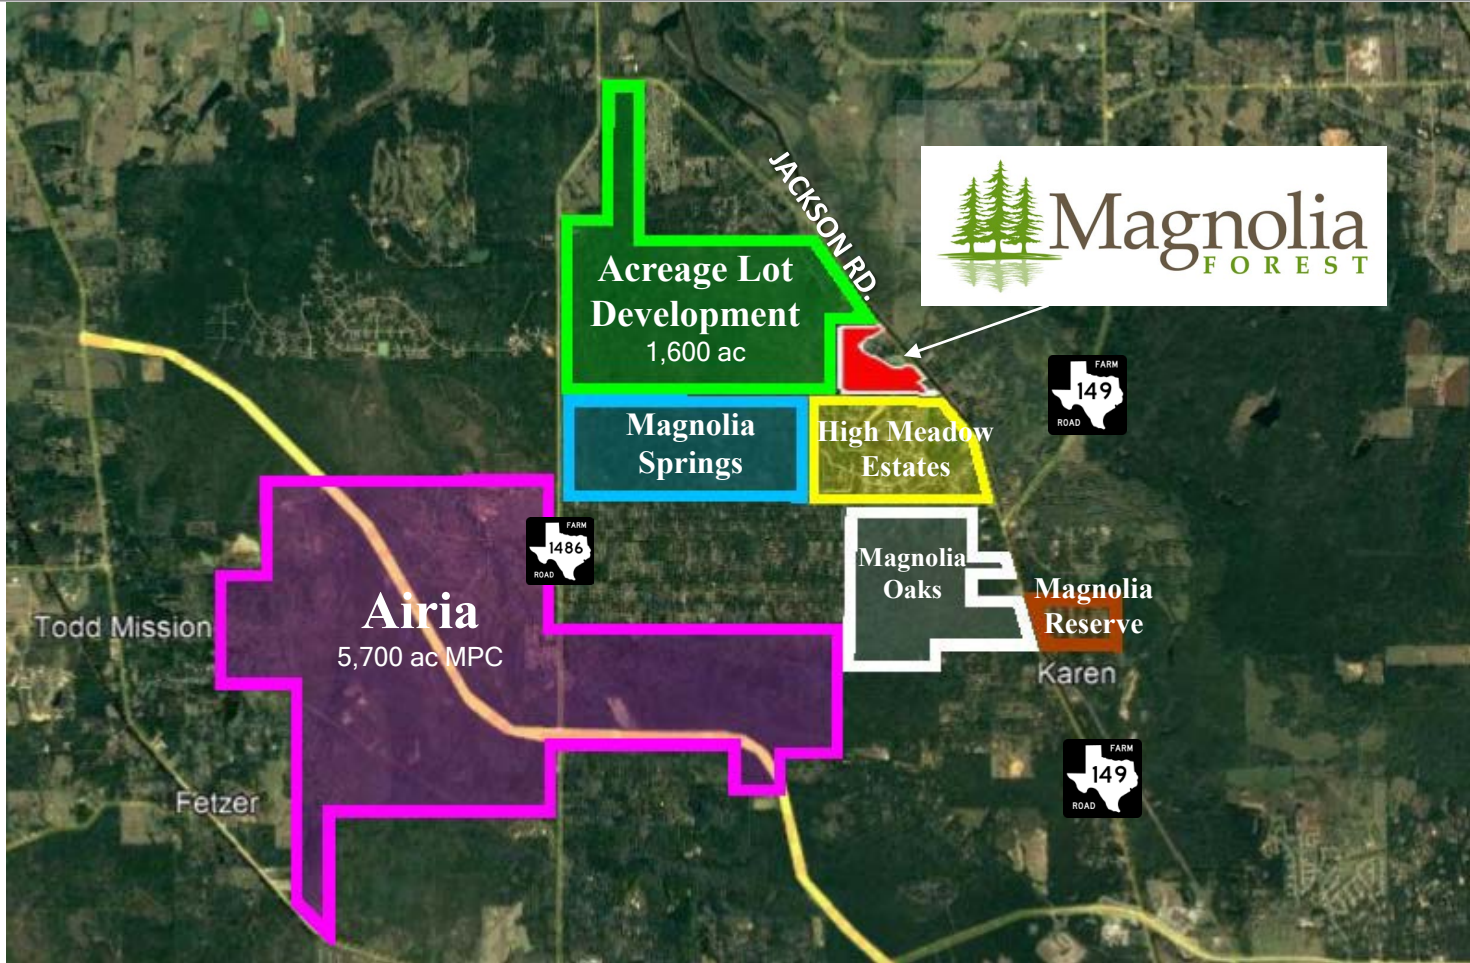 JACKSON RD.
Magnolia
FOREST
Acreage Lot
Development
1,600 ac
FARM
149
ROAD
Magnolia
Springs
High Meadow
Estates
FARM
1486
ROAD
Magnolia
Oaks
Magnolia
Reserve
Karen
Airia
5,700 ac MPC
Todd Mission
Fetzer
FARM
149
ROAD